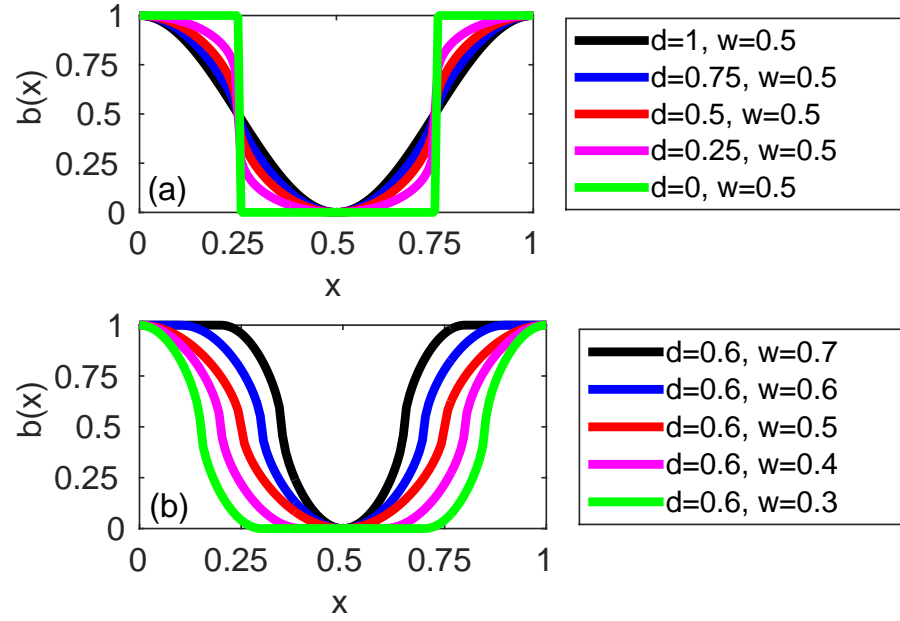 1
0.75
0.5
0.25
0
b(x)
(a)
0 0.25 0.5 0.75 1
x
d=1, w=0.5
d=0.75, w=0.5
d=0.5, w=0.5
d=0.25, w=0.5
d=0, w=0.5
1
0.75
0.5
0.25
0
b(x)
(b)
0 0.25 0.5 0.75 1
x
d=0.6, w=0.7
d=0.6, w=0.6
d=0.6, w=0.5
d=0.6, w=0.4
d=0.6, w=0.3